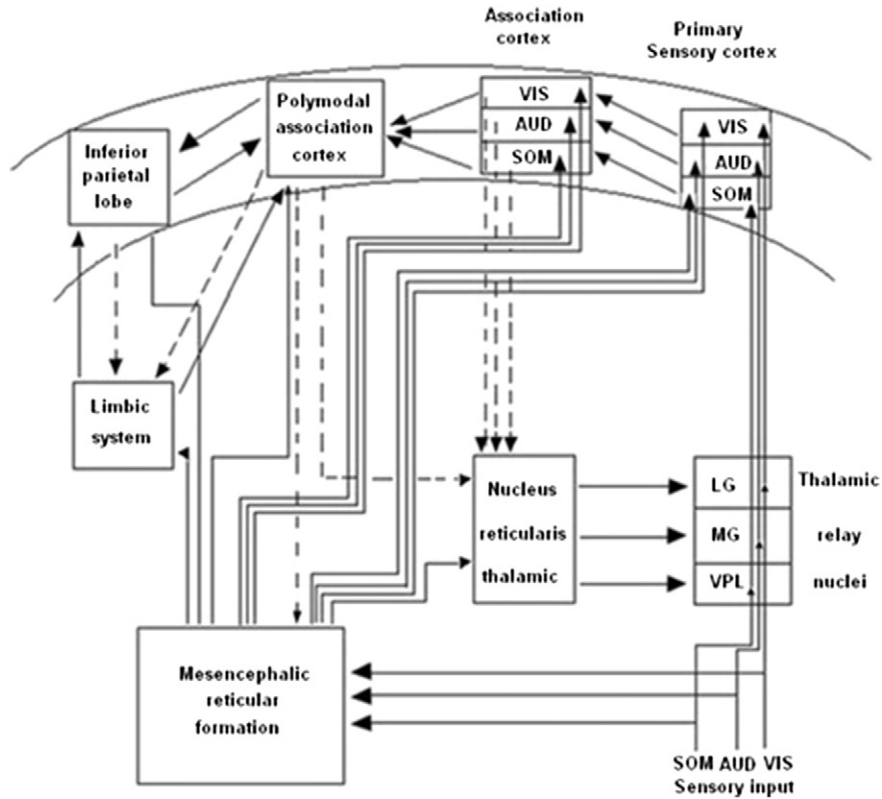 Association
cortex
Primary
Sensory cortex
Polymodal
association
cortex
VIS
AUD
SOM
VIS
AUD
SOM
Inferior
parietal
lobe
Limbic
system
Nucleus
reticularis
thalamic
LG
MG
VPL
Thalamic
relay
nuclei
Mesencephalic
reticular
formation
SOM AUD VIS
Sensory input